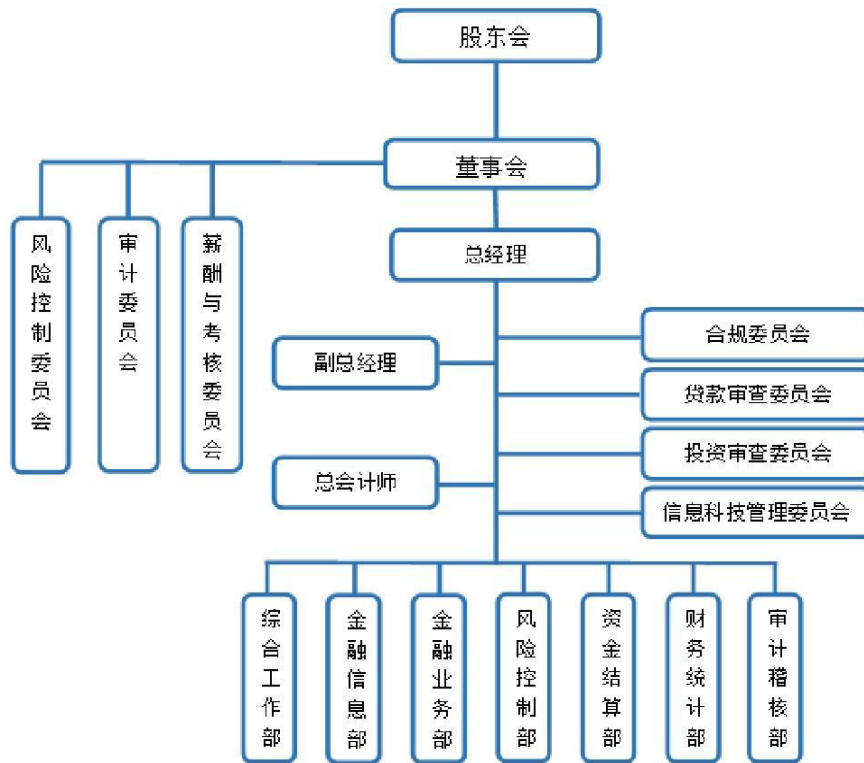 股东会
董事会
风险控制委员会
审计委员会
薪酬与考核委员会
总经理
副总经理
总会计师
合规委员会
贷款审查委员会
投资审查委员会
信息科技管理委员会
综合工作部
金融信息部
金融业务部
风险控制部
资金结算部
财务统计部
审计稽核部